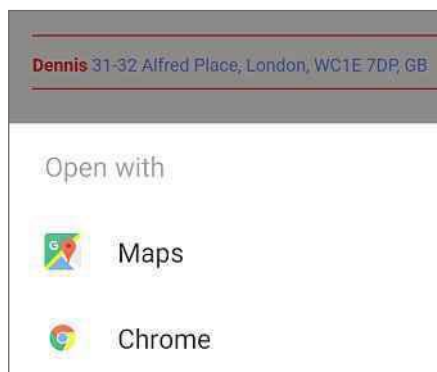 Dennis 31-32 Alfred Place, London, WC1E 7DP, GB
Open with
G
Maps
Chrome